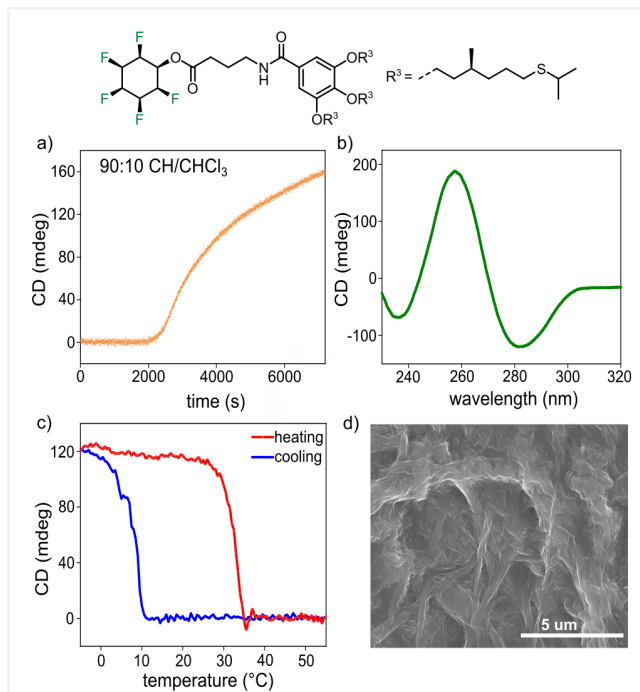 F F
F F F
O
O
N
H
O
OR³
OR³
OR³
R³ =
S
a)
90:10 CH/CHCl₃
CD (mdeg)
160
120
80
40
0
0 2000 4000 6000
time (s)
b)
CD (mdeg)
200
100
0
-100
240 260 280 300 320
wavelength (nm)
c)
heating
cooling
CD (mdeg)
120
80
40
0
0 10 20 30 40 50
temperature (°C)
d)
5 um